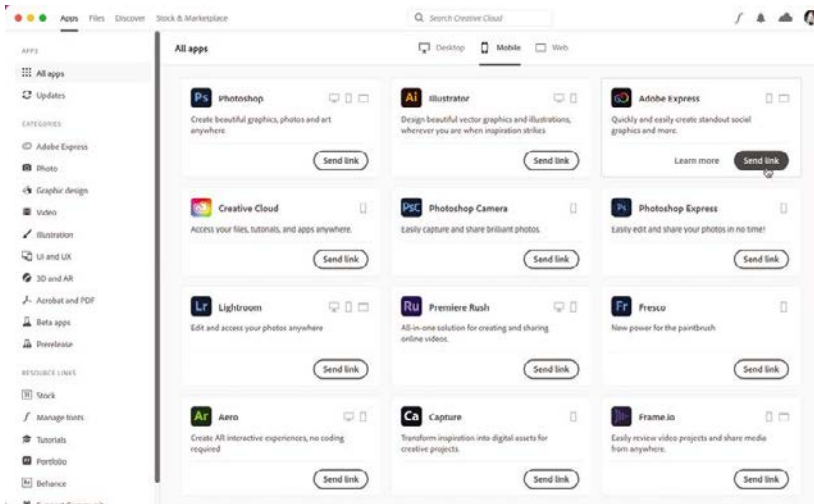 Apps Files Discover Stock & Marketplace
Search Creative Cloud
APPS
All apps
Updates
CATEGORIES
Adobe Express
Photo
Graphic design
Video
Illustration
UI and UX
3D and AR
Acrobat and PDF
Beta apps
Prerelease
RESOURCE LINKS
Stock
Manage fonts
Tutorials
Portfolio
Behance
Support Community
All apps
Desktop Mobile Web
Ps Photoshop
Create beautiful graphics, photos and art
anywhere
Send link
Ai Illustrator
Design beautiful vector graphics and illustrations,
wherever you are when inspiration strikes
Send link
Adobe Express
Quickly and easily create standout social
graphics and more.
Learn more Send link
Creative Cloud
Access your files, tutorials, and apps anywhere.
Send link
PsC Photoshop Camera
Easily capture and share brilliant photos.
Send link
Ps Photoshop Express
Easily edit and share your photos in no time!
Send link
Lr Lightroom
Edit and access your photos anywhere
Send link
Ru Premiere Rush
All-in-one solution for creating and sharing
online videos.
Send link
Fr Fresco
New power for the paintbrush
Send link
Ar Aero
Create AR interactive experiences, no coding
required
Send link
Ca Capture
Transform inspiration into digital assets for
creative projects.
Send link
Frame.io
Easily review video projects and share media
from anywhere.
Send link